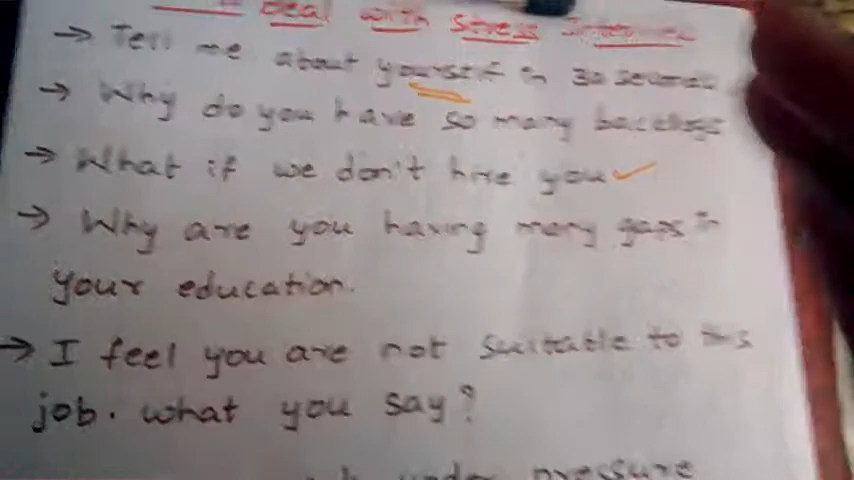 Deal with Stress Interview
→ Tell me about yourself in 30 seconds
→ Why do you have so many backlogs
→ What if we don't hire you ✓
→ Why are you having many gaps in
your education.
→ I feel you are not suitable to this
job. what you say?
under pressure